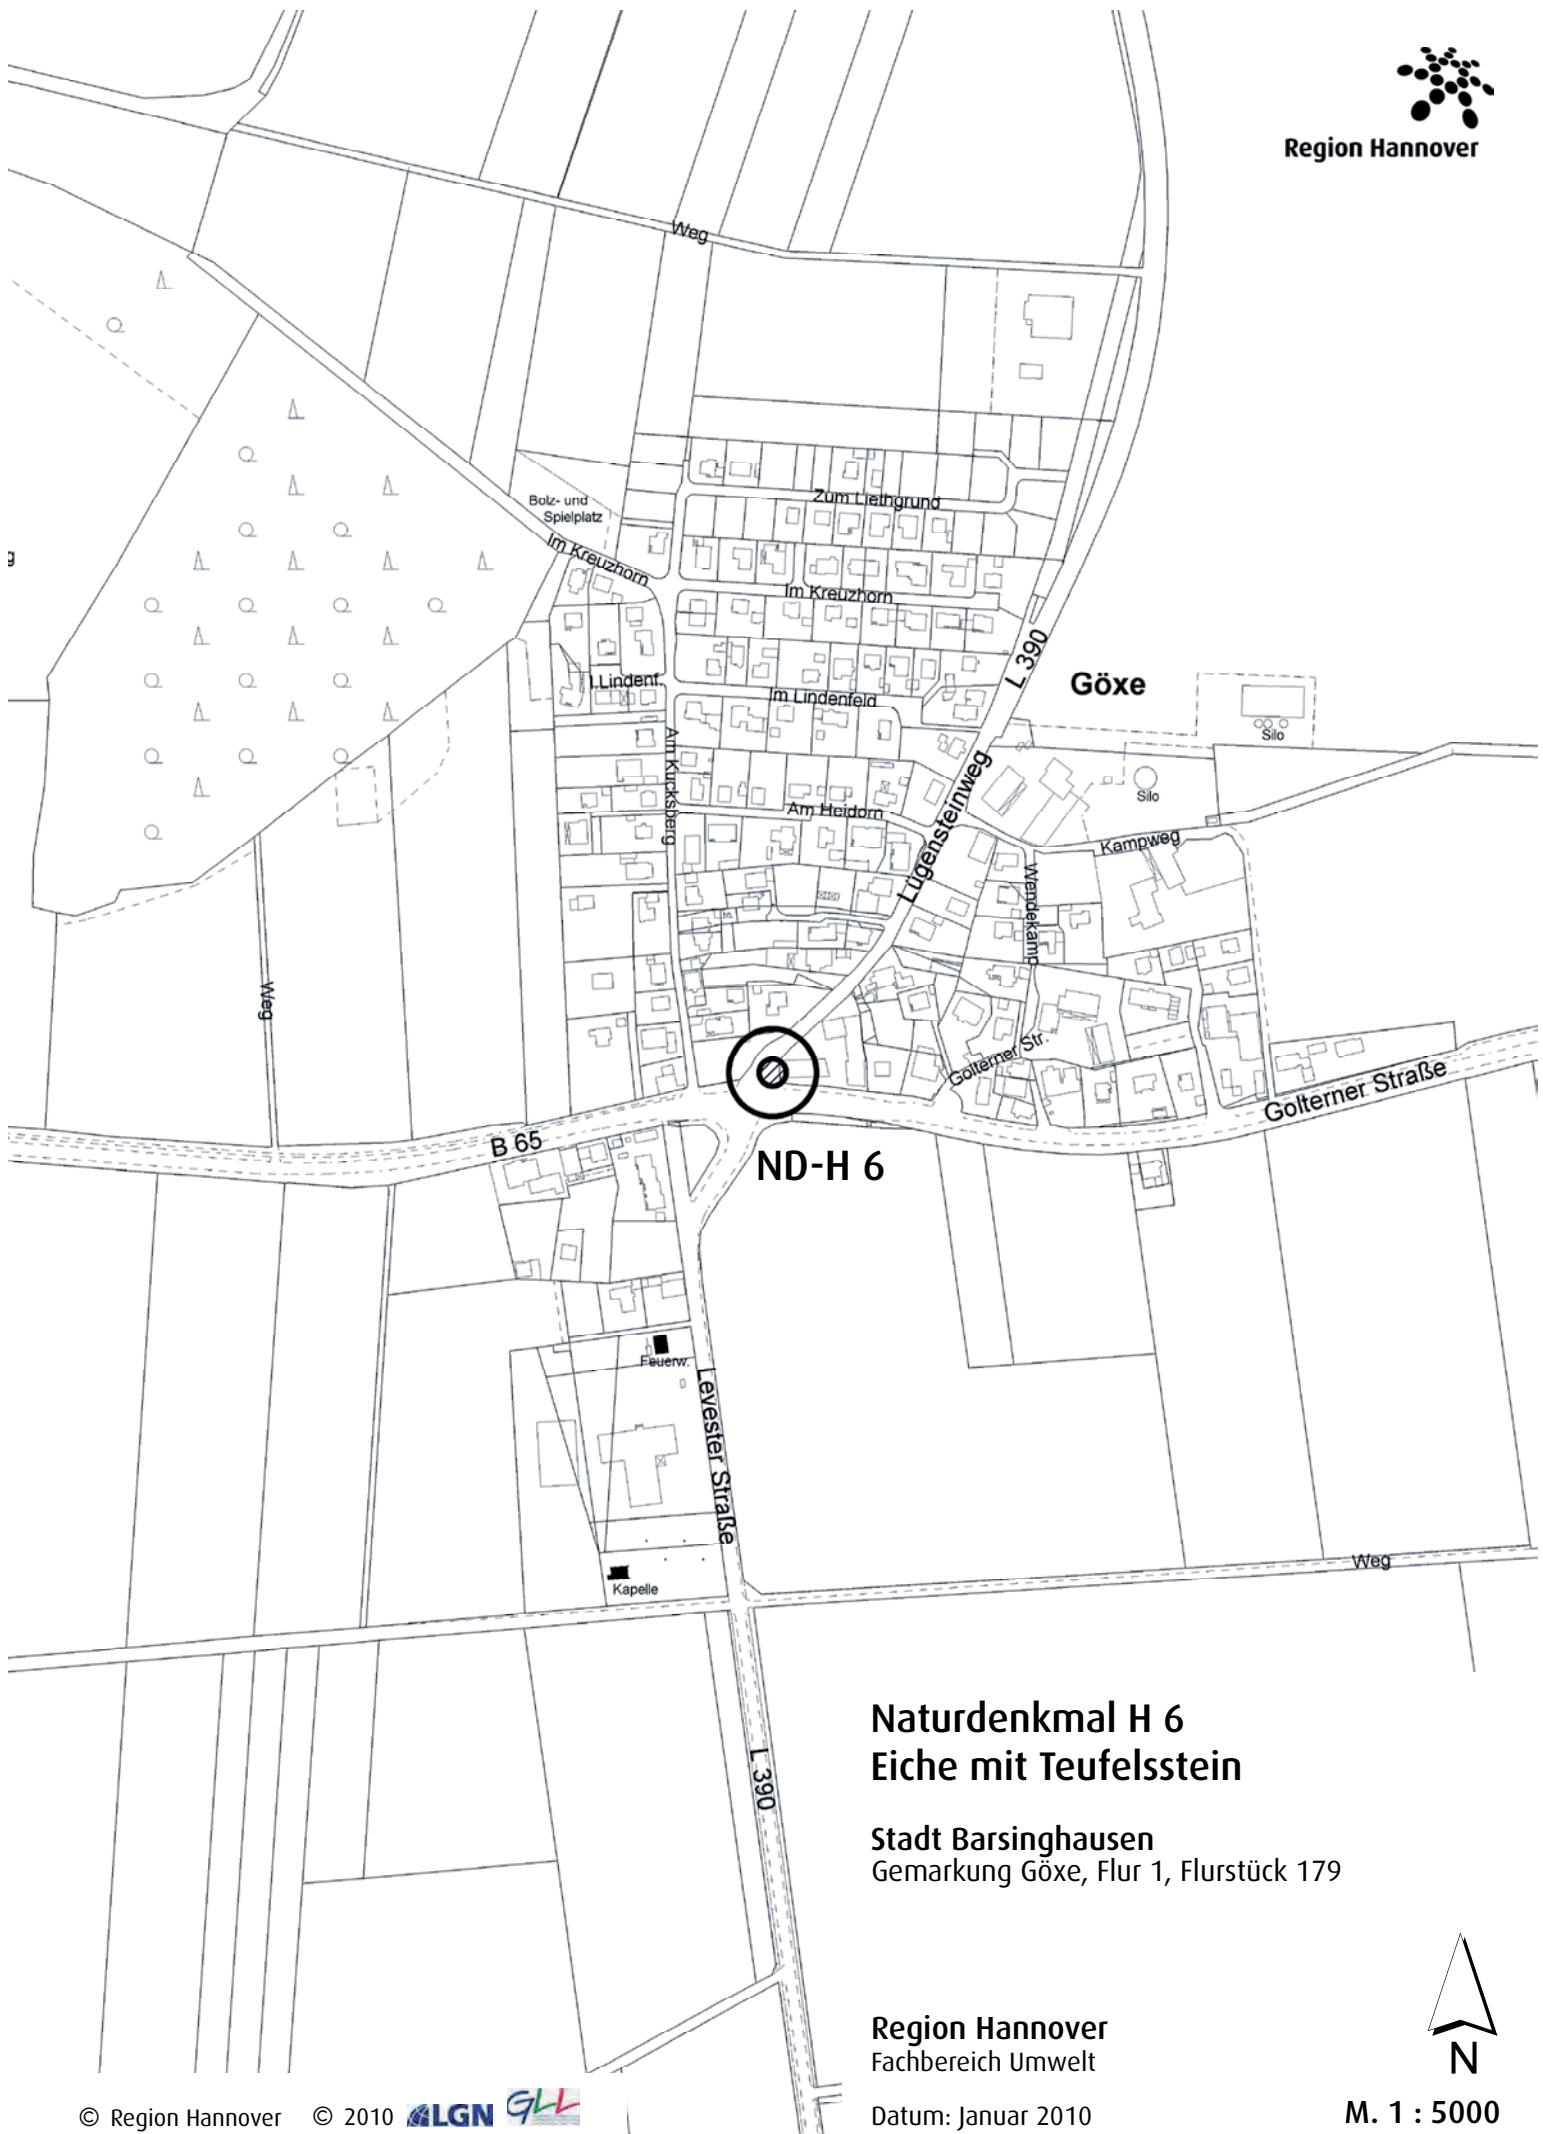 Region Hannover
Weg
Zum Liethgrund
Bolz- und
Spielplatz
Im Kreuzhorn
g
Im Kreuzhorn
L 390
Göxe
I.Lindenf.
Im Lindenfeld
Silo
Am Kucksberg
Lügensteinweg
Silo
Am Heidorn
Kampweg
Wendekamp
Weg
Golterner Str.
Golterner Straße
B 65
ND-H 6
Feuerw.
Levester Straße
Weg
Kapelle
L 390
Naturdenkmal H 6
Eiche mit Teufelsstein
Stadt Barsinghausen
Gemarkung Göxe, Flur 1, Flurstück 179
Region Hannover
Fachbereich Umwelt
N
© Region Hannover © 2010 LGN GLL
Datum: Januar 2010
M. 1 : 5000